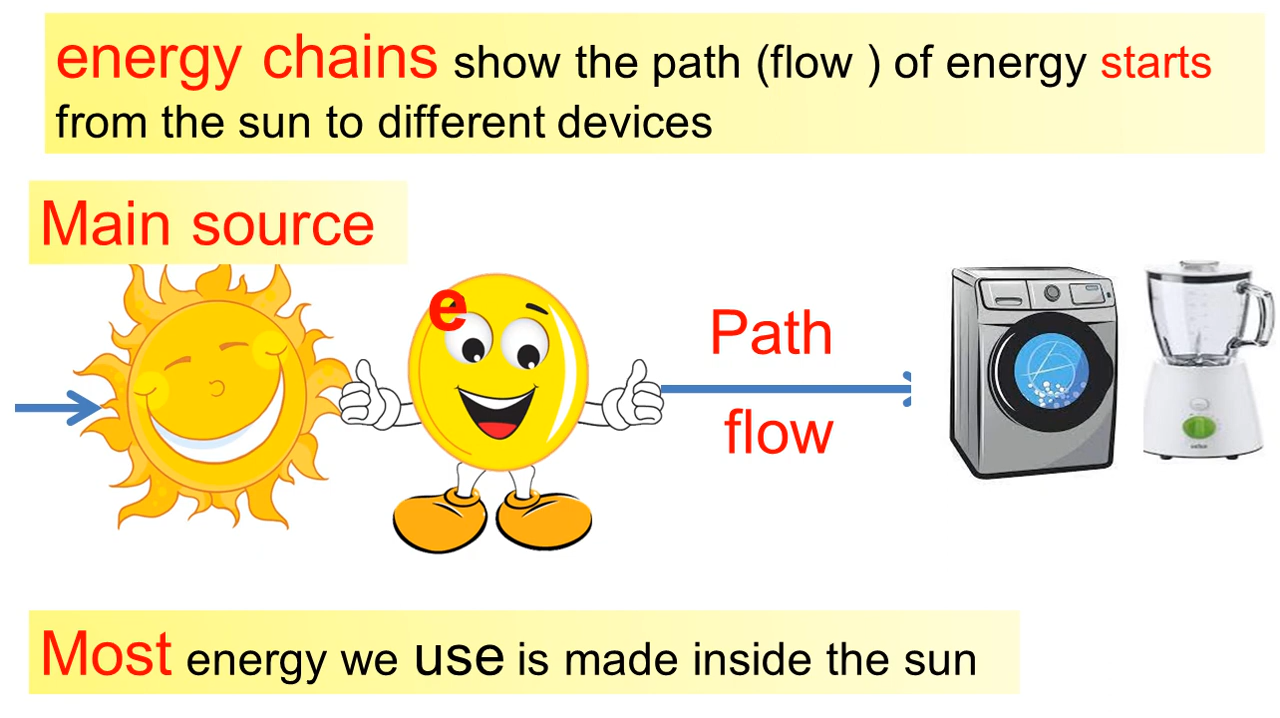 energy chains show the path (flow ) of energy starts
from the sun to different devices
Main source
e
Path
flow
Most energy we use is made inside the sun